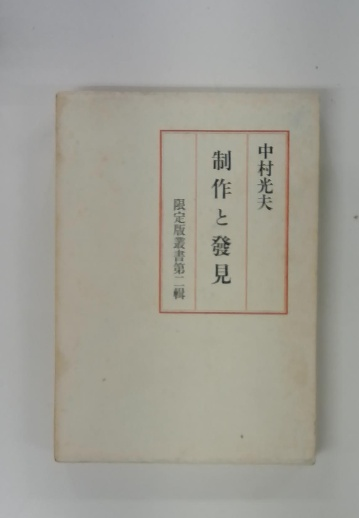 中村光夫
制作と發見
限定版叢書第二輯